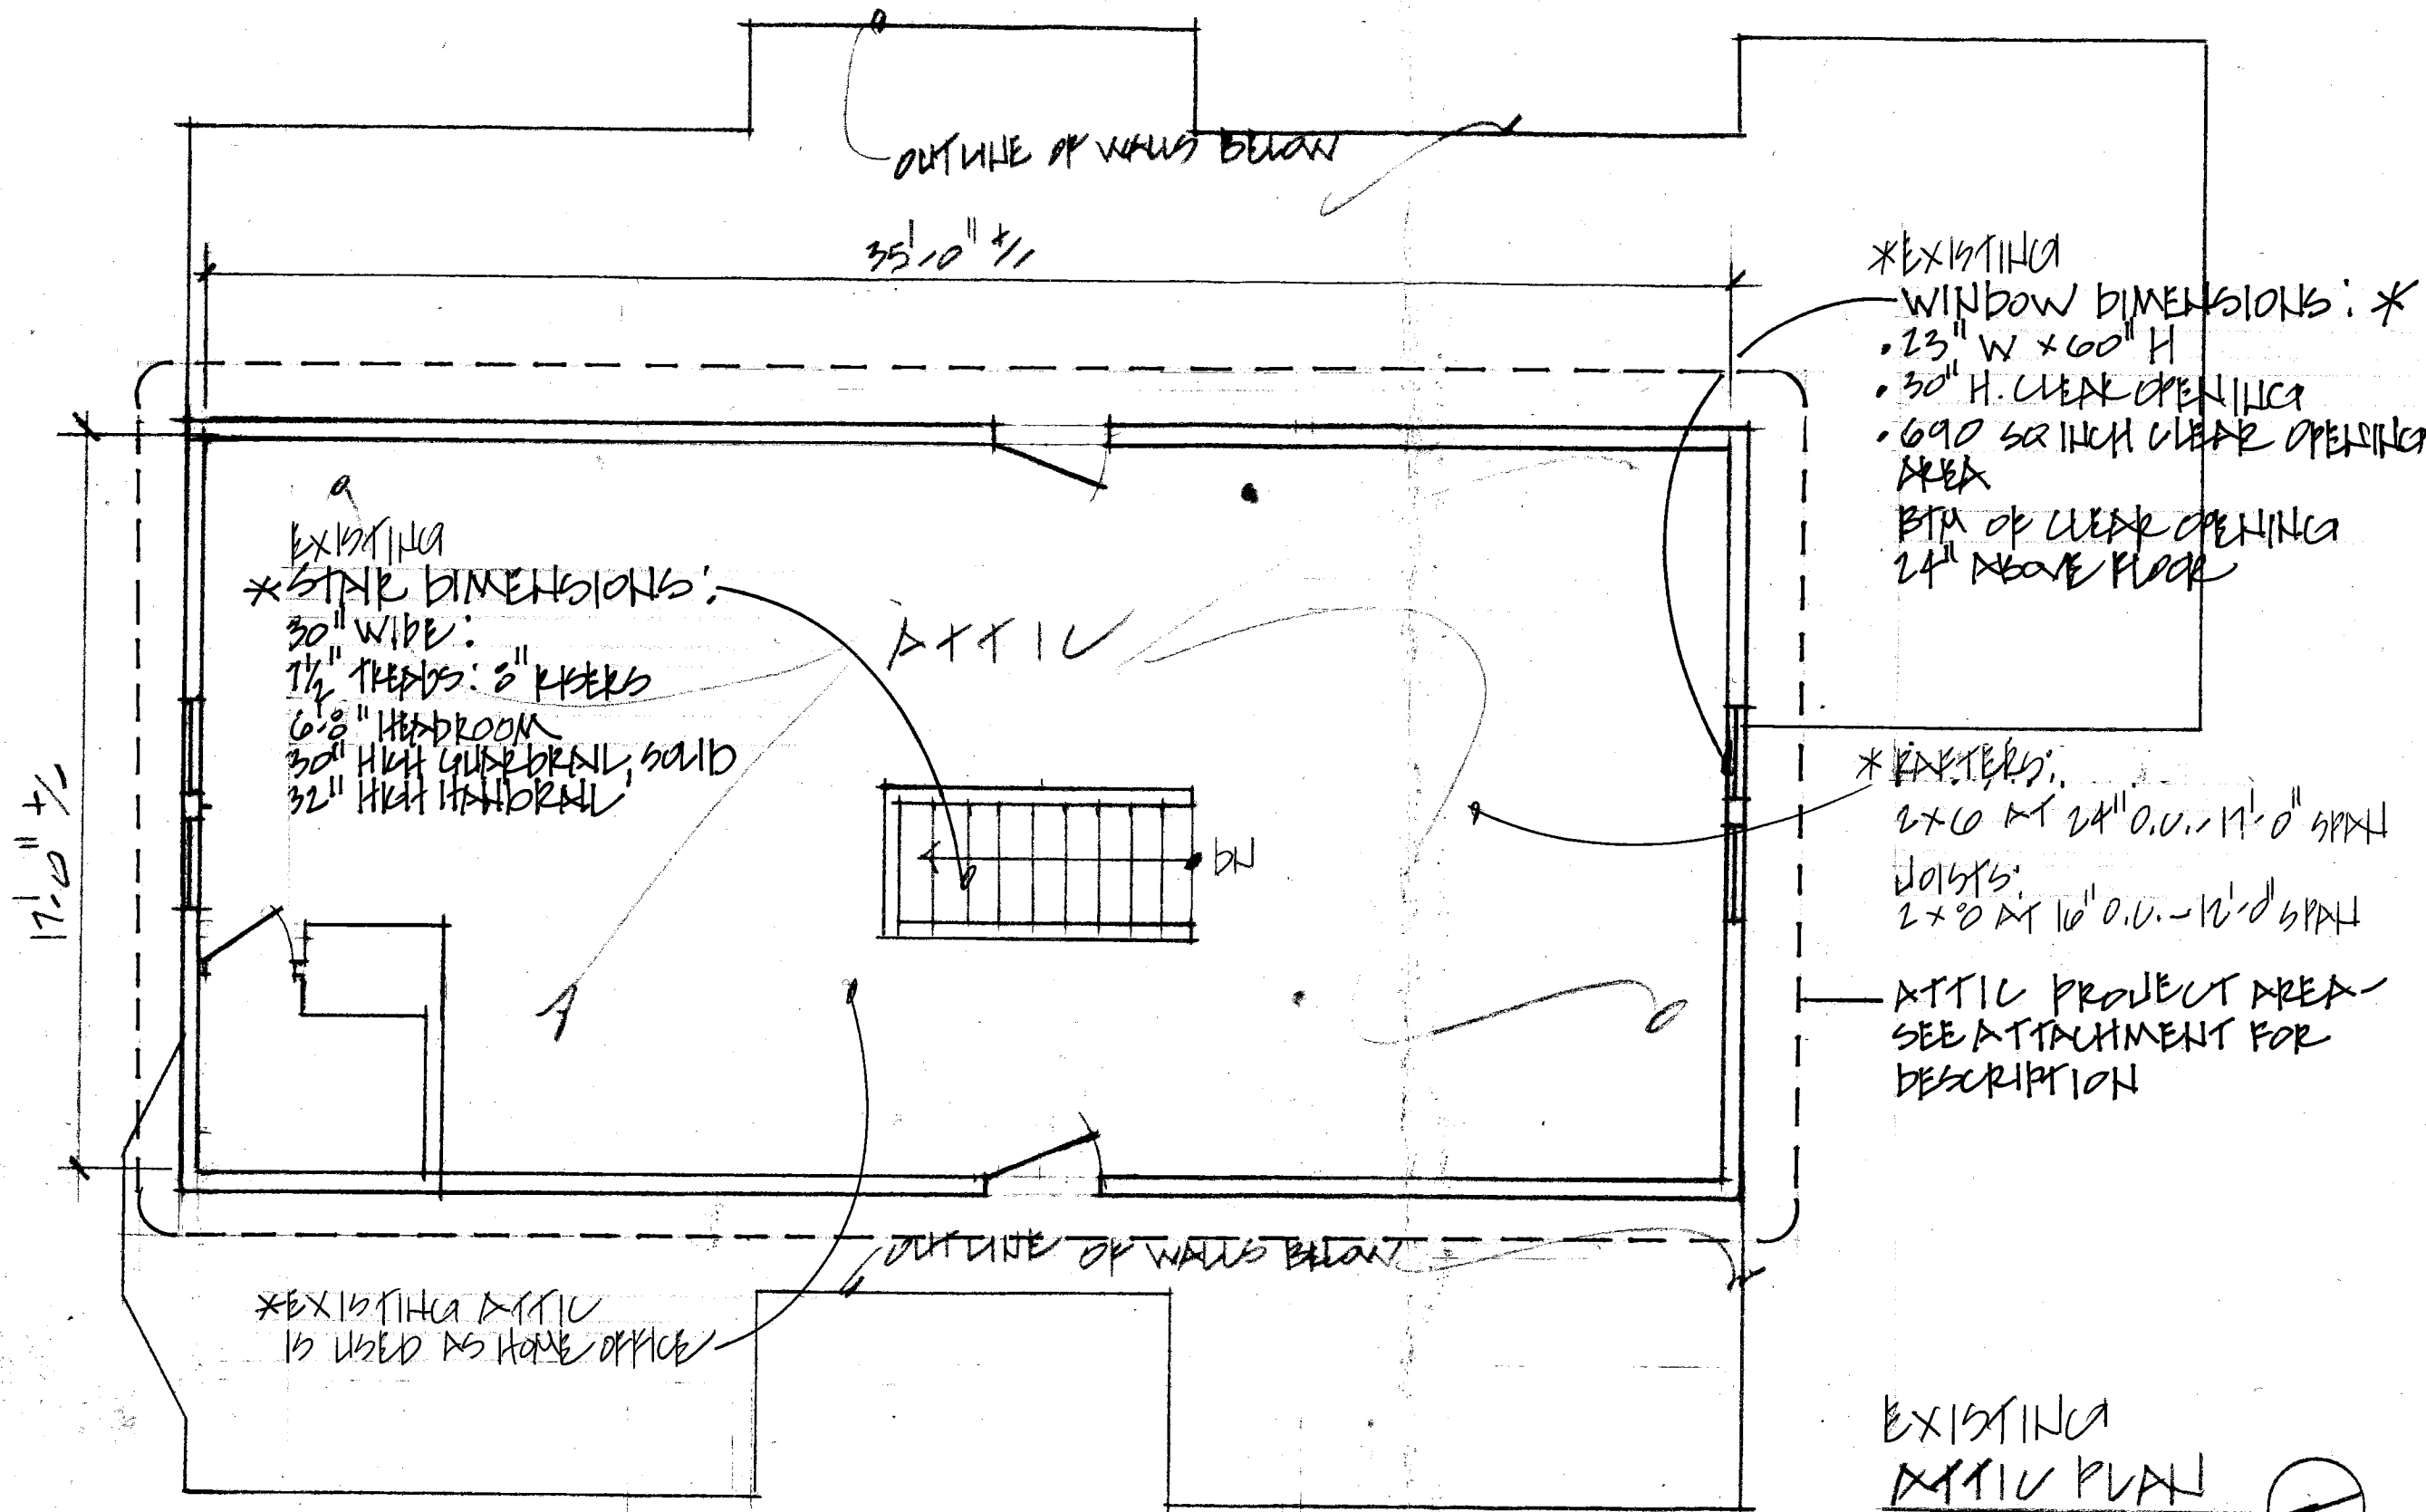 OUTLINE OF WALLS BELOW
35'-0" +/-
*EXISTING
WINDOW DIMENSIONS: *
• 23" W x 60" H
• 30" H. CLEAR OPENING
• 690 SQ INCH CLEAR OPENING
AREA
BTM OF CLEAR OPENING
24" ABOVE FLOOR
EXISTING
*STAIR DIMENSIONS:
30" WIDE:
7½" TREADS: 8" RISERS
6'-8" HEADROOM
30" HIGH GUARDRAIL, SOLID
32" HIGH HANDRAIL
ATTIC
17'-0" +/-
DN
*RAFTERS:
2x6 AT 24" O.C. - 17'-0" SPAN
JOISTS:
2x8 AT 16" O.C. - 12'-0" SPAN
ATTIC PROJECT AREA -
SEE ATTACHMENT FOR
DESCRIPTION
OUTLINE OF WALLS BELOW
*EXISTING ATTIC
IS USED AS HOME OFFICE
EXISTING
ATTIC PLAN